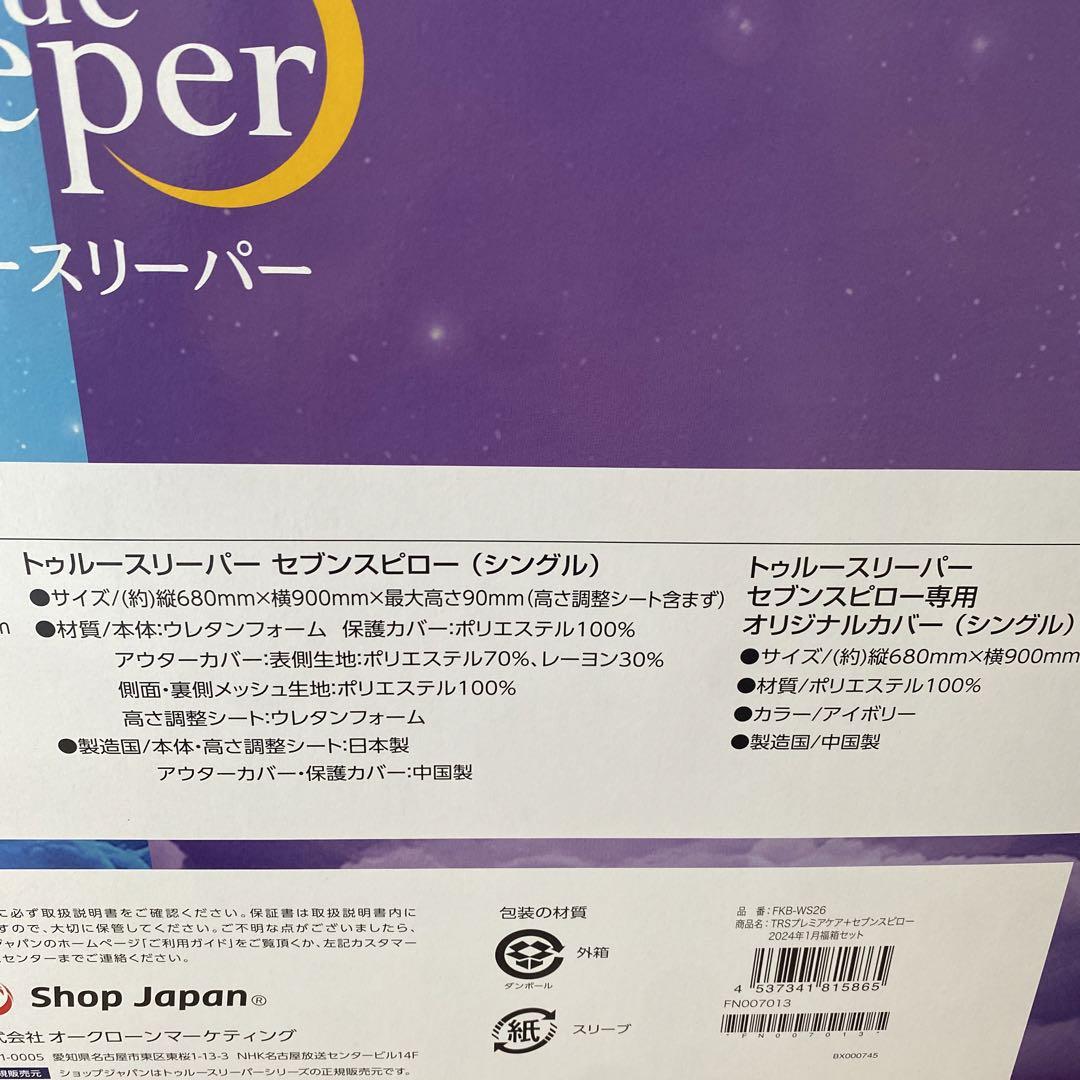 eper
ースリーパー
トゥルースリーパー セブンスピロー（シングル）
●サイズ/(約)縦680mm×横900mm×最大高さ90mm（高さ調整シート含まず）
●材質/本体:ウレタンフォーム 保護カバー:ポリエステル100%
アウターカバー:表側生地:ポリエステル70%、レーヨン30%
側面・裏側メッシュ生地:ポリエステル100%
高さ調整シート:ウレタンフォーム
●製造国/本体・高さ調整シート:日本製
アウターカバー・保護カバー:中国製
トゥルースリーパー
セブンスピロー専用
オリジナルカバー（シングル）
●サイズ/(約)縦680mm×横900mm
●材質/ポリエステル100%
●カラー/アイボリー
●製造国/中国製
に必ず取扱説明書をご確認ください。保証書は取扱説明書内に
すので、大切に保管してください。ご不明な点がございましたら、
ジャパンのホームページ「ご利用ガイド」をご覧頂くか、左記カスタマー
センターまでご連絡ください。
Shop Japan®
式会社 オークローンマーケティング
1-0005 愛知県名古屋市東区東桜1-13-3 NHK名古屋放送センタービル14F
規販売元 ショップジャパンはトゥルースリーパーシリーズの正規販売元です。
包装の材質
外箱
ダンボール
紙 スリーブ
品 番:FKB-WS26
商品名:TRSプレミアケア+セブンスピロー
2024年1月福箱セット
4 537341 815865
FN007013
*FN007013*
BX000745